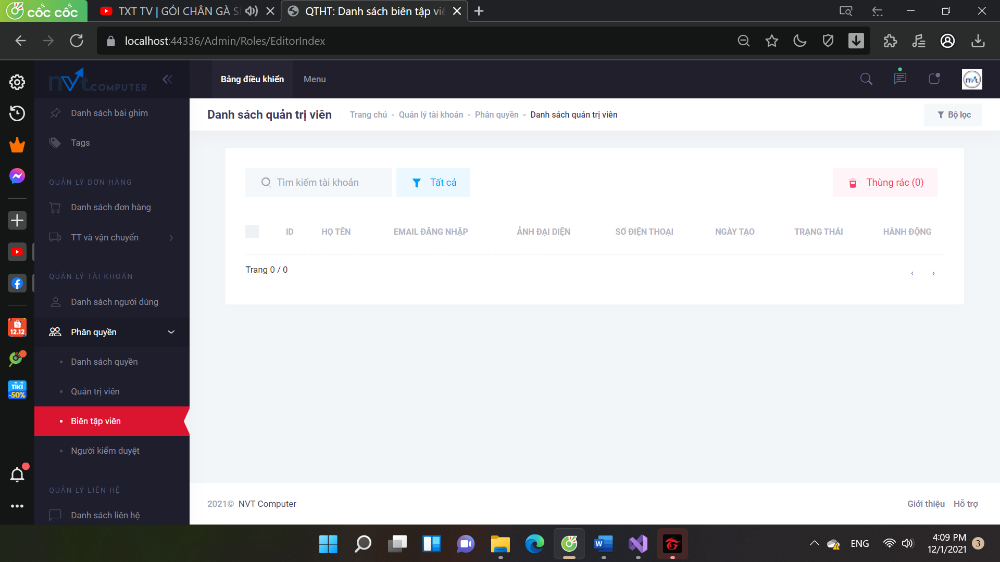 cốc cốc
TXT TV | GỎI CHÂN GÀ S
QTHT: Danh sách biên tập viê
localhost:44336/Admin/Roles/EditorIndex
nvt COMPUTER
Bảng điều khiển
Menu
nvt
Danh sách bài ghim
Tags
QUẢN LÝ ĐƠN HÀNG
Danh sách đơn hàng
TT và vận chuyển
QUẢN LÝ TÀI KHOẢN
Danh sách người dùng
Phân quyền
Danh sách quyền
Quản trị viên
Biên tập viên
Người kiểm duyệt
QUẢN LÝ LIÊN HỆ
Danh sách liên hệ
12.12
TIKI
-50%
Danh sách quản trị viên
Trang chủ - Quản lý tài khoản - Phân quyền - Danh sách quản trị viên
Bộ lọc
Tìm kiếm tài khoản
Tất cả
Thùng rác (0)
ID HỌ TÊN EMAIL ĐĂNG NHẬP ẢNH ĐẠI DIỆN SỐ ĐIỆN THOẠI NGÀY TẠO TRẠNG THÁI HÀNH ĐỘNG
Trang 0 / 0
‹ ›
2021© NVT Computer
Giới thiệu Hỗ trợ
W
ENG
4:09 PM
12/1/2021
3